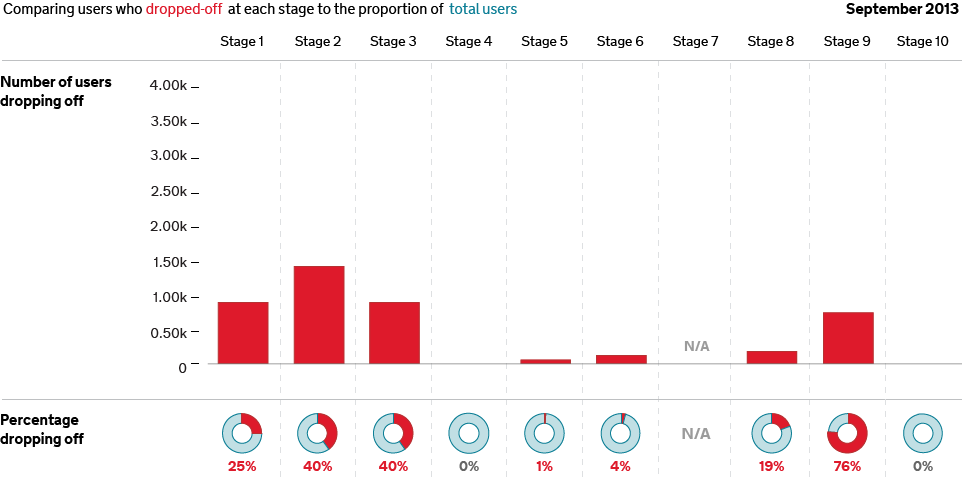 Comparing users who dropped-off at each stage to the proportion of total users
September 2013
Stage 1 Stage 2 Stage 3 Stage 4 Stage 5 Stage 6 Stage 7 Stage 8 Stage 9 Stage 10
Number of users
dropping off
4.00k
3.50k
3.00k
2.50k
2.00k
1.50k
1.00k
0.50k
0
N/A
Percentage
dropping off
N/A
25% 40% 40% 0% 1% 4% 19% 76% 0%